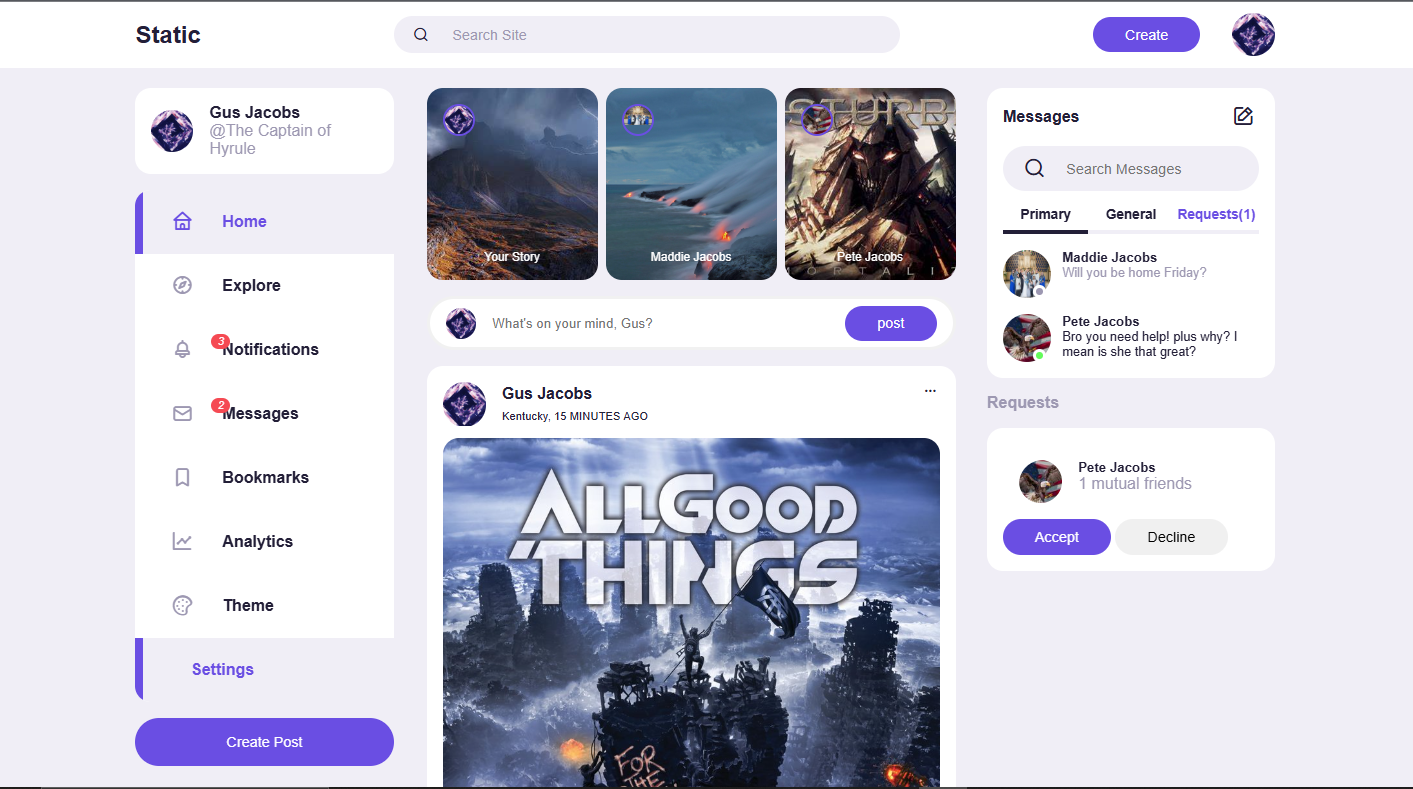 Static
Search Site
Create
Gus Jacobs
@The Captain of
Hyrule
Home
Explore
3
Notifications
2
Messages
Bookmarks
Analytics
Theme
Settings
Create Post
Your Story
Maddie Jacobs
STURB
MORTALIZ
Pete Jacobs
What's on your mind, Gus?
post
Gus Jacobs
...
Kentucky, 15 MINUTES AGO
ALL GOOD
THINGS
FOR
THE
Messages
Search Messages
Primary General Requests(1)
Maddie Jacobs
Will you be home Friday?
Pete Jacobs
Bro you need help! plus why? I
mean is she that great?
Requests
Pete Jacobs
1 mutual friends
Accept Decline